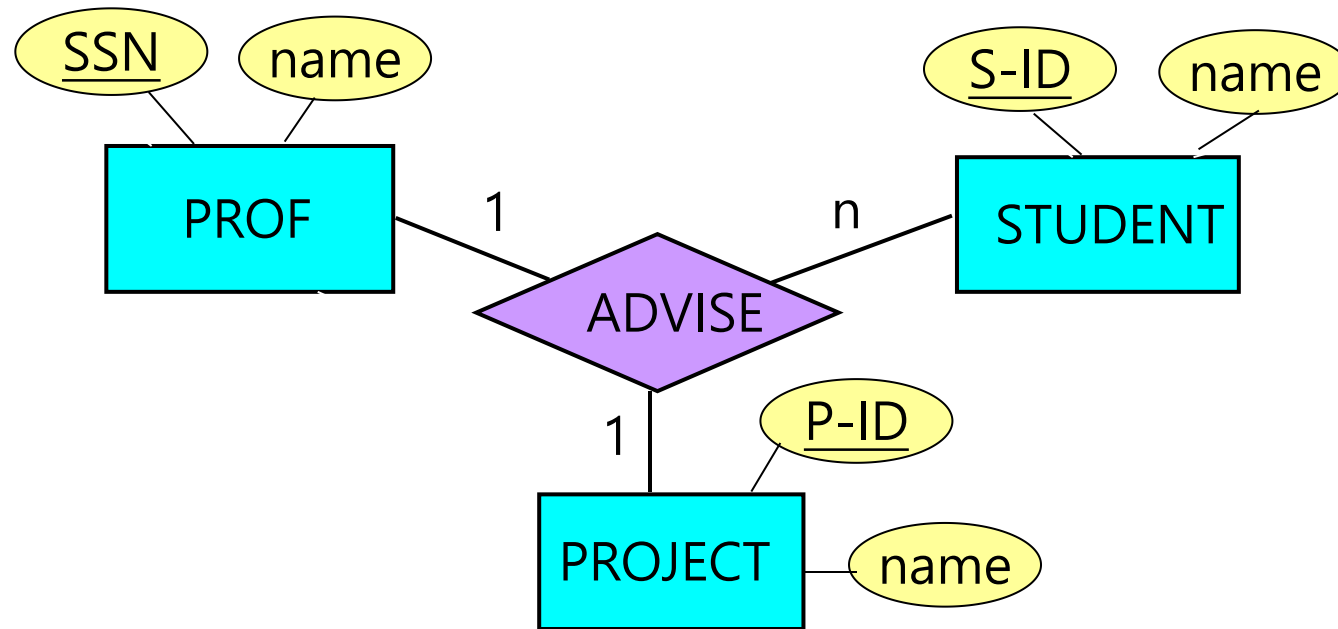 SSN
name
S-ID
name
PROF
1
n
STUDENT
ADVISE
1
P-ID
PROJECT
name